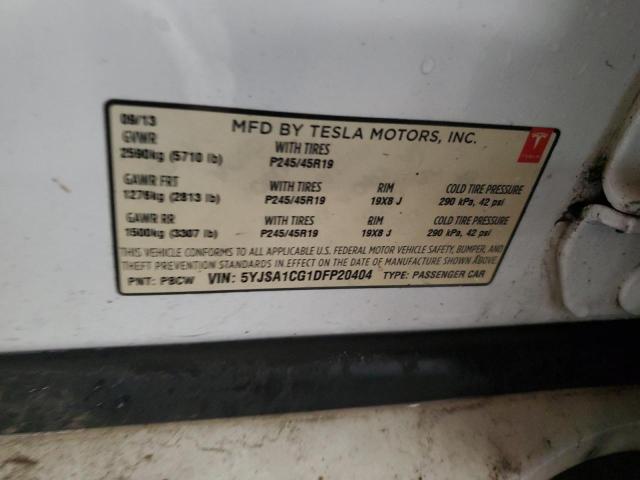 09/13
MFD BY TESLA MOTORS, INC.
GVWR WITH TIRES
2590kg (5710 lb) P245/45R19
TESLA
GAWR FRT WITH TIRES RIM COLD TIRE PRESSURE
1276kg (2813 lb) P245/45R19 19X8 J 290 kPa, 42 psi
GAWR RR WITH TIRES RIM COLD TIRE PRESSURE
1500kg (3307 lb) P245/45R19 19X8 J 290 kPa, 42 psi
THIS VEHICLE CONFORMS TO ALL APPLICABLE U.S. FEDERAL MOTOR VEHICLE SAFETY, BUMPER, AND
THEFT PREVENTION STANDARDS IN EFFECT ON THE DATE OF MANUFACTURE SHOWN ABOVE.
PNT: PBCW VIN: 5YJSA1CG1DFP20404 TYPE: PASSENGER CAR